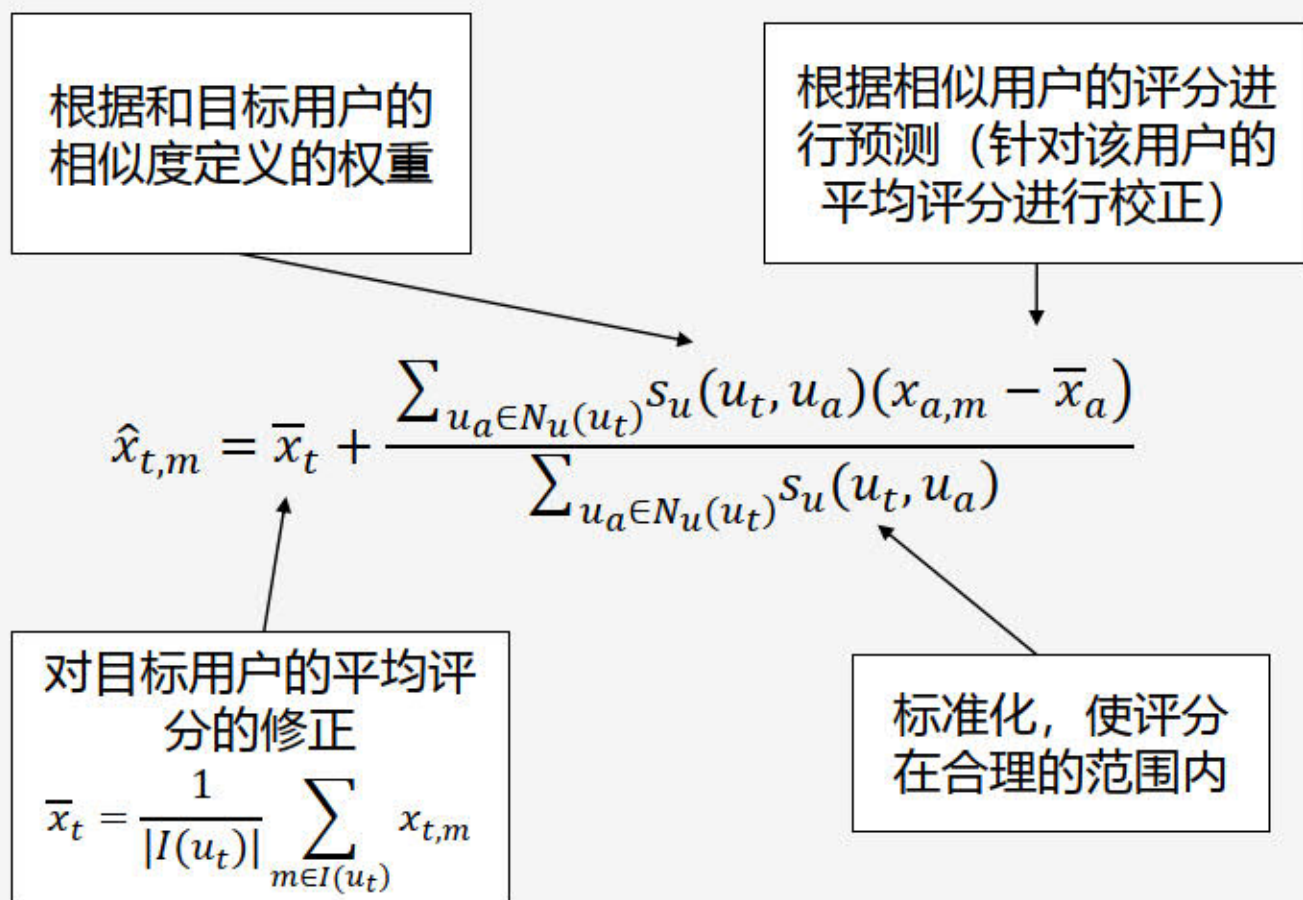 根据和目标用户的
相似度定义的权重
根据相似用户的评分进
行预测（针对该用户的
平均评分进行校正）
x̂_{t,m} = x̅_t + \frac{∑_{u_a∈N_u(u_t)} s_u(u_t, u_a)(x_{a,m} − x̅_a)}{∑_{u_a∈N_u(u_t)} s_u(u_t, u_a)}
对目标用户的平均评
分的修正
x̅_t = \frac{1}{|I(u_t)|} ∑_{m∈I(u_t)} x_{t,m}
标准化，使评分
在合理的范围内